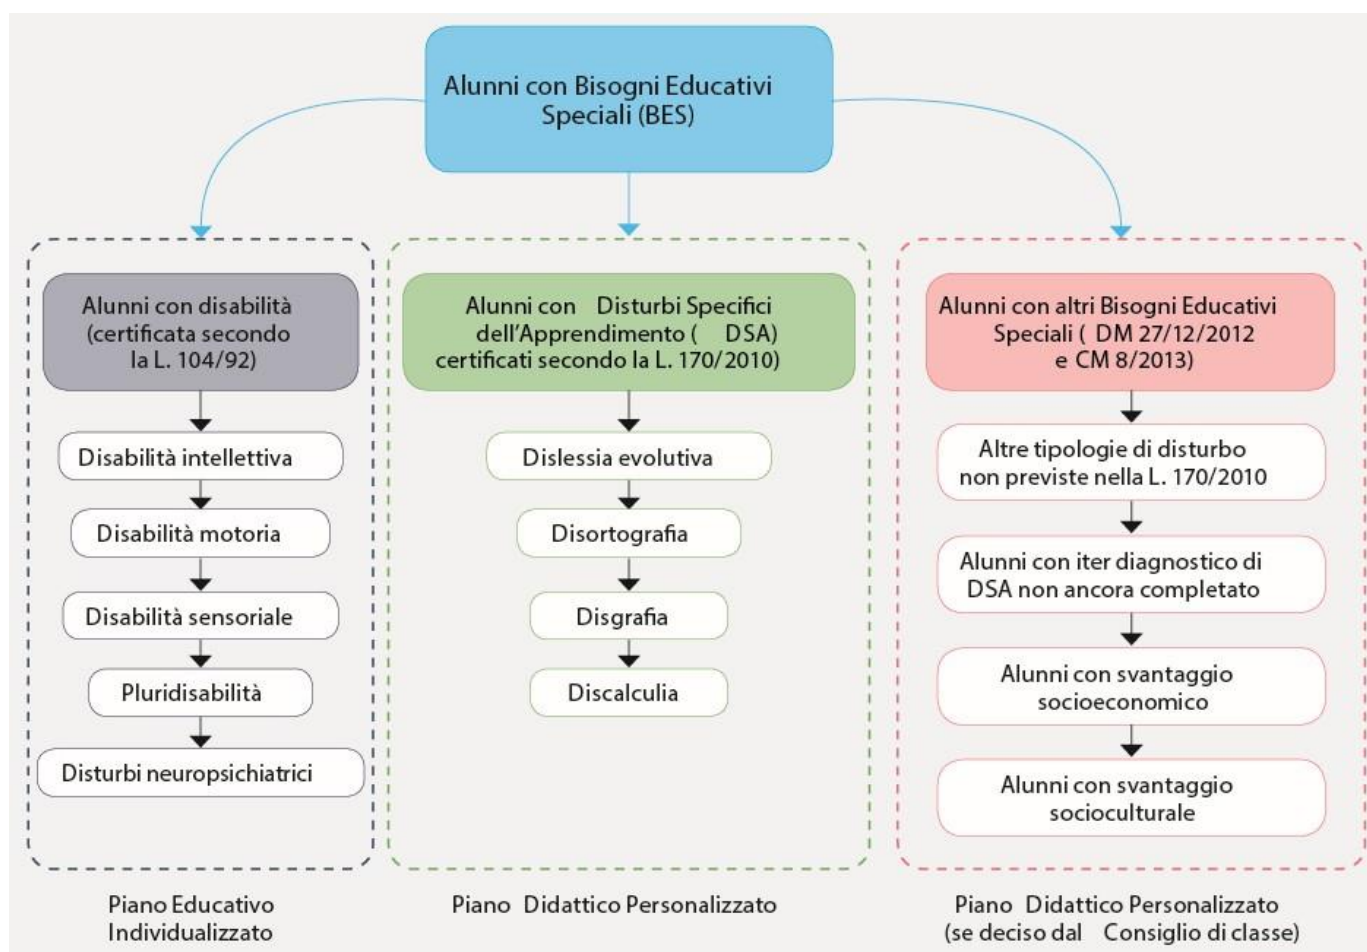 Alunni con Bisogni Educativi
Speciali (BES)
Alunni con disabilità
(certificata secondo
la L. 104/92)
Disabilità intellettiva
Disabilità motoria
Disabilità sensoriale
Pluridisabilità
Disturbi neuropsichiatrici
Piano Educativo
Individualizzato
Alunni con Disturbi Specifici
dell'Apprendimento ( DSA)
certificati secondo la L. 170/2010)
Dislessia evolutiva
Disortografia
Disgrafia
Discalculia
Piano Didattico Personalizzato
Alunni con altri Bisogni Educativi
Speciali ( DM 27/12/2012
e CM 8/2013)
Altre tipologie di disturbo
non previste nella L. 170/2010
Alunni con iter diagnostico di
DSA non ancora completato
Alunni con svantaggio
socioeconomico
Alunni con svantaggio
socioculturale
Piano Didattico Personalizzato
(se deciso dal Consiglio di classe)